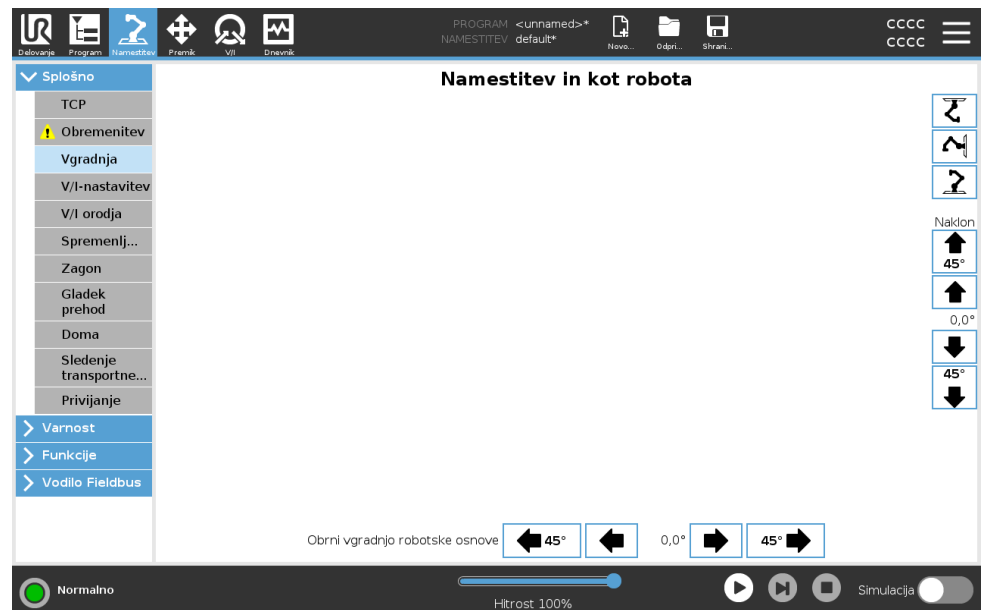 PROGRAM <unnamed>*
NAMESTITEV default*
CCCC
CCCC
Delovanje Program Namestitev Premik V/I Dnevnik Novo... Odpri... Shrani...
Splošno
Namestitev in kot robota
TCP
Obremenitev
Vgradnja
V/I-nastavitev
V/I orodja
Spremenlj...
Zagon
Gladek
prehod
Doma
Sledenje
transportne...
Privijanje
Varnost
Funkcije
Vodilo Fieldbus
Naklon
45°
0,0°
45°
Obrni vgradnjo robotske osnove 45° 0,0° 45°
Normalno
Hitrost 100%
Simulacija